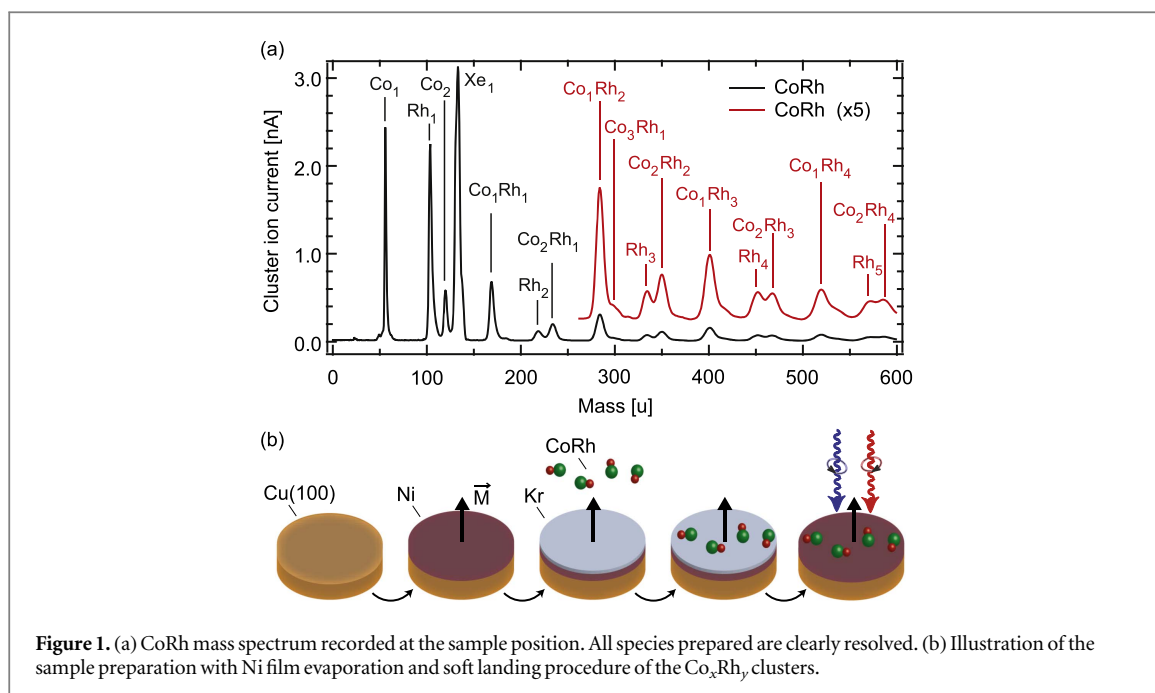 (a)
Cluster ion current [nA]
3.0
2.0
1.0
0.0
Co₁
Rh₁
Co₂
Xe₁
Co₁Rh₁
Rh₂
Co₂Rh₁
Co₁Rh₂
Co₃Rh₁
Rh₃
Co₂Rh₂
Co₁Rh₃
Rh₄
Co₂Rh₃
Co₁Rh₄
Rh₅
Co₂Rh₄
CoRh
CoRh (x5)
0 100 200 300 400 500 600
Mass [u]
(b)
Cu(100)
Ni
M⃗
Kr
CoRh
Figure 1. (a) CoRh mass spectrum recorded at the sample position. All species prepared are clearly resolved. (b) Illustration of the
sample preparation with Ni film evaporation and soft landing procedure of the CoₓRhᵧ clusters.